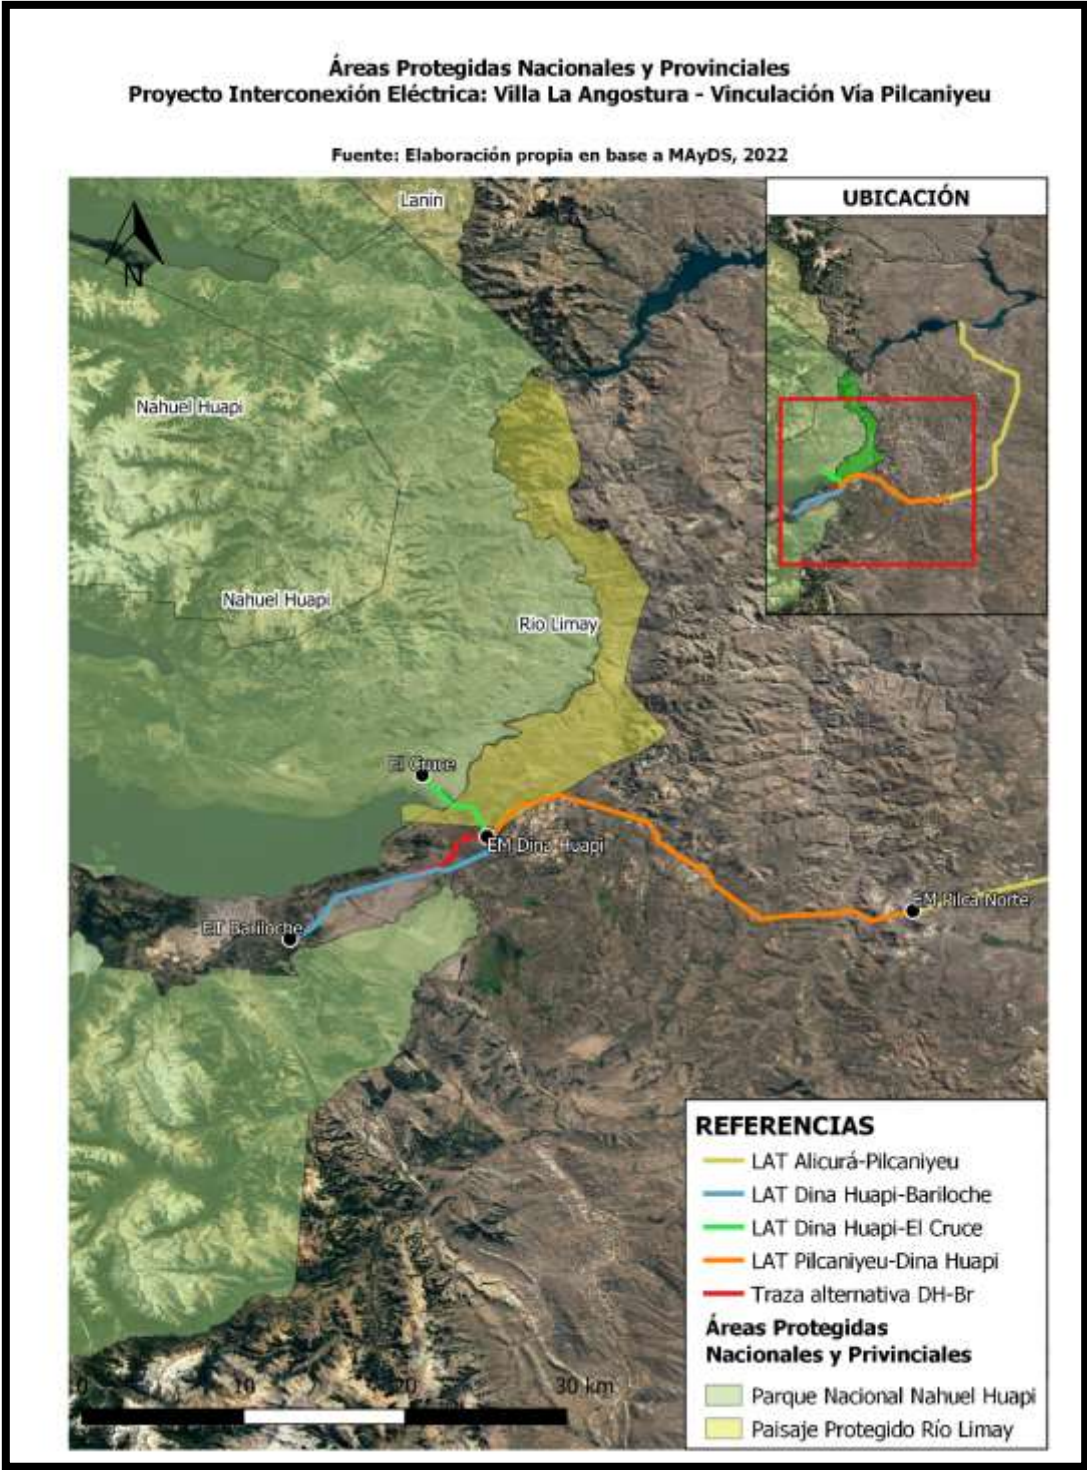 Áreas Protegidas Nacionales y Provinciales
Proyecto Interconexión Eléctrica: Villa La Angostura - Vinculación Vía Pilcaniyeu
Fuente: Elaboración propia en base a MAyDS, 2022
UBICACIÓN
Lanín
N
Nahuel Huapi
Nahuel Huapi
Río Limay
El Cruce
EM Dina Huapi
EM Pilca Norte
ET Bariloche
REFERENCIAS
LAT Alicurá-Pilcaniyeu
LAT Dina Huapi-Bariloche
LAT Dina Huapi-El Cruce
LAT Pilcaniyeu-Dina Huapi
Traza alternativa DH-Br
Áreas Protegidas
Nacionales y Privinciales
Parque Nacional Nahuel Huapi
Paisaje Protegido Río Limay
0 10 20 30 km